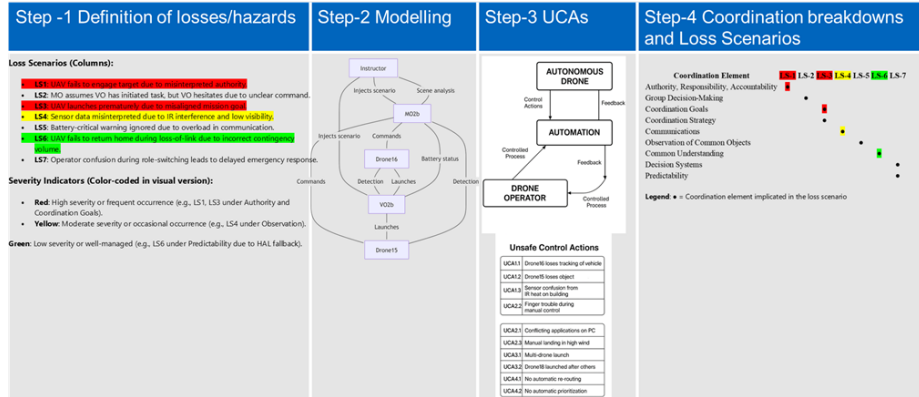 Step -1 Definition of losses/hazards
Loss Scenarios (Columns):
• LS1: UAV fails to engage target due to misinterpreted authority.
• LS2: MO assumes VO has initiated task, but VO hesitates due to unclear command.
• LS3: UAV launches prematurely due to misaligned mission goal.
• LS4: Sensor data misinterpreted due to IR interference and low visibility.
• LS5: Battery-critical warning ignored due to overload in communication.
• LS6: UAV fails to return home during loss-of-link due to incorrect contingency
volume.
• LS7: Operator confusion during role-switching leads to delayed emergency response.
Severity Indicators (Color-coded in visual version):
• Red: High severity or frequent occurrence (e.g., LS1, LS3 under Authority and
Coordination Goals).
• Yellow: Moderate severity or occasional occurrence (e.g., LS4 under Observation).
Green: Low severity or well-managed (e.g., LS6 under Predictability due to HAL fallback).
Step-2 Modelling
Instructor
Injects scenario
Scene analysis
MO2b
Injects scenario
Commands
Drone16
Battery status
Commands
Detection
Launches
Detection
VO2b
Launches
Drone15
Step-3 UCAs
AUTONOMOUS
DRONE
Control
Actions
Feedback
AUTOMATION
Controlled
Process
Feedback
DRONE
OPERATOR
Controlled
Process
Unsafe Control Actions
UCA1.1 Drone16 loses tracking of vehicle
UCA1.2 Drone15 loses object
UCA1.3 Sensor confusion from
IR heat on building
UCA2.2 Finger trouble during
manual control
UCA2.1 Conflicting applications on PC
UCA2.3 Manual landing in high wind
UCA3.1 Multi-drone launch
UCA3.2 Drone16 launched after others
UCA4.1 No automatic re-routing
UCA4.2 No automatic prioritization
Step-4 Coordination breakdowns
and Loss Scenarios
Coordination Element LS-1 LS-2 LS-3 LS-4 LS-5 LS-6 LS-7
Authority, Responsibility, Accountability •
Group Decision-Making •
Coordination Goals •
Coordination Strategy •
Communications •
Observation of Common Objects •
Common Understanding •
Decision Systems •
Predictability •
Legend: • = Coordination element implicated in the loss scenario